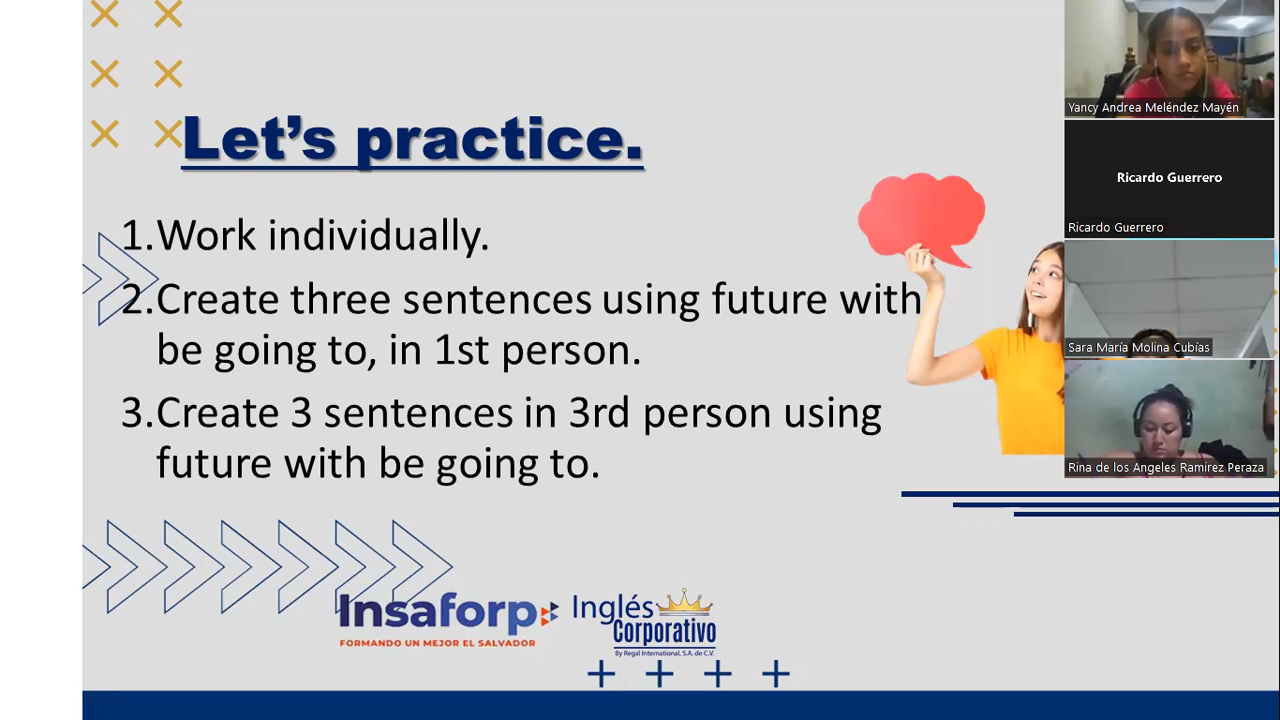 Let's practice.
1.Work individually.
2.Create three sentences using future with
be going to, in 1st person.
3.Create 3 sentences in 3rd person using
future with be going to.
Insaforp
FORMANDO UN MEJOR EL SALVADOR
Inglés
Corporativo
By Regal International, S.A. de C.V.
Yancy Andrea Meléndez Mayén
Ricardo Guerrero
Ricardo Guerrero
Sara María Molina Cubías
Rina de los Angeles Ramirez Peraza